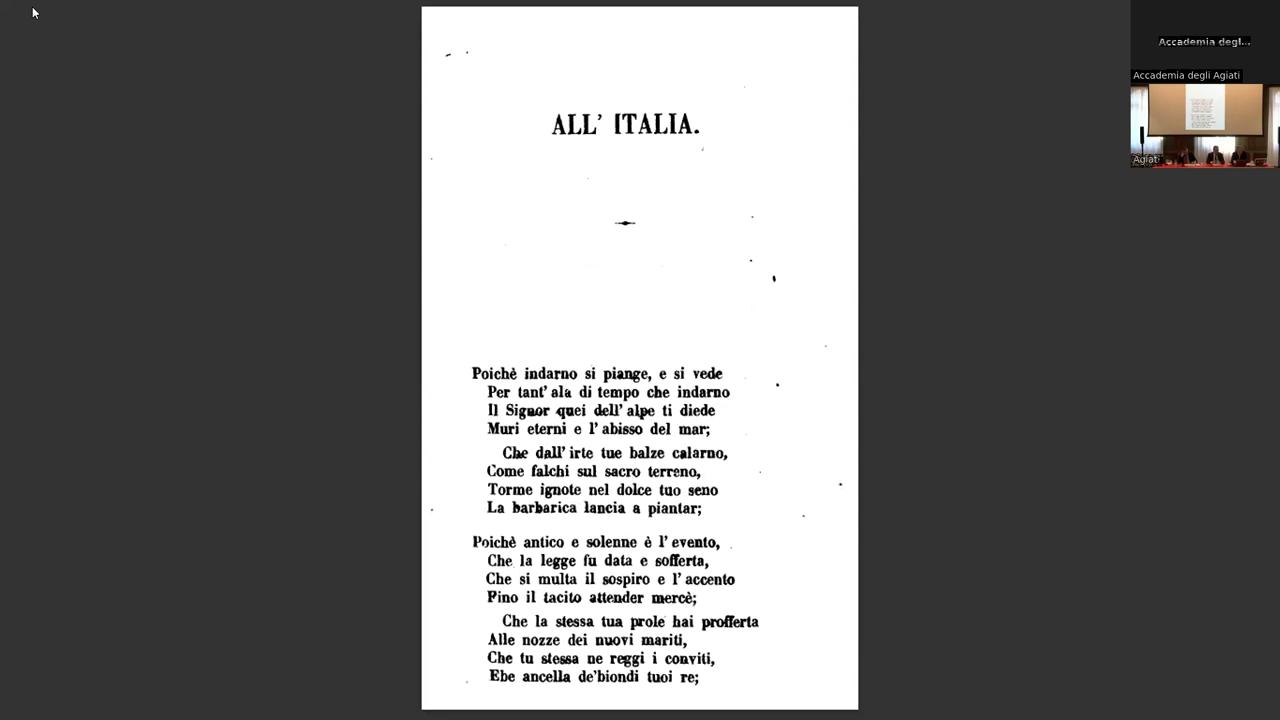 ALL' ITALIA.
Poichè indarno si piange, e si vede
Per tant' ala di tempo che indarno
Il Signor quei dell' alpe ti diede
Muri eterni e l' abisso del mar;
Che dall' irte tue balze calarno,
Come falchi sul sacro terreno,
Torme ignote nel dolce tuo seno
La barbarica lancia a piantar;
Poichè antico e solenne è l' evento,
Che la legge fu data e sofferta,
Che si multa il sospiro e l' accento
Fino il tacito attender mercè;
Che la stessa tua prole hai profferta
Alle nozze dei nuovi mariti,
Che tu stessa ne reggi i conviti,
Ebe ancella de'biondi tuoi re;
Accademia degl...
Accademia degli Agiati
Agiati